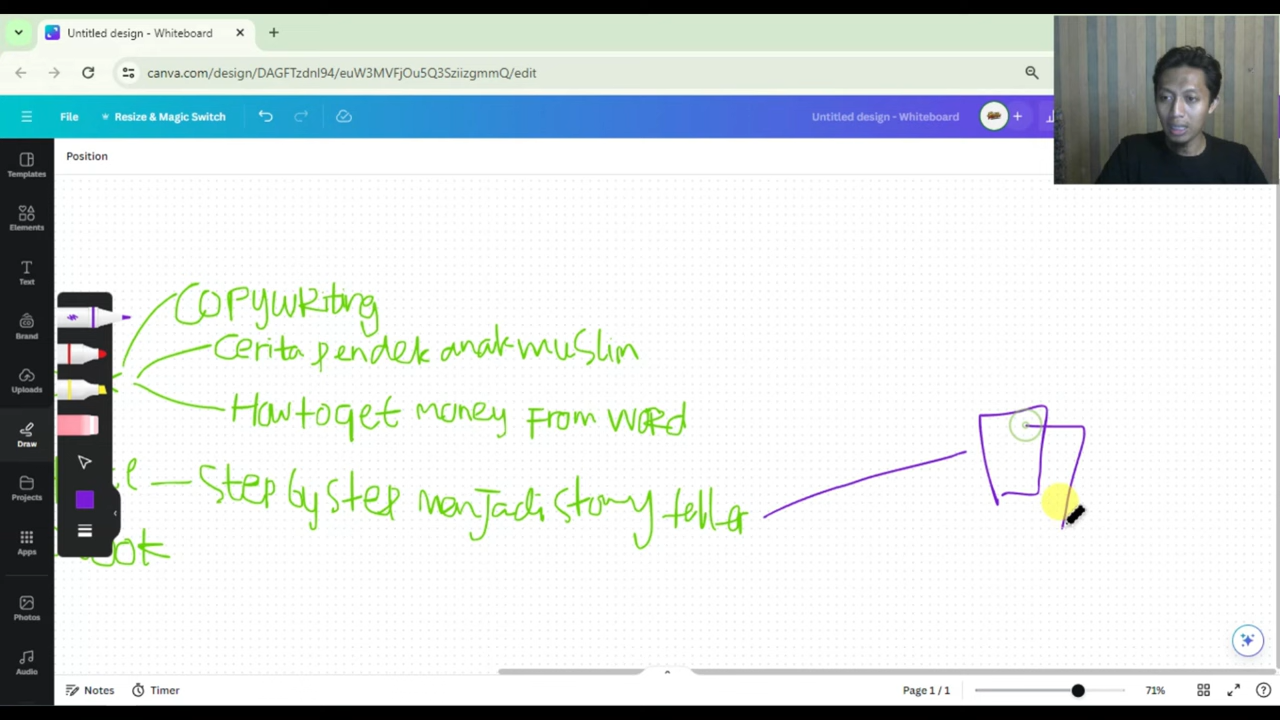 Untitled design - Whiteboard
canva.com/design/DAGFTzdnl94/euW3MVFjOu5Q3SziizgmmQ/edit
File
Resize & Magic Switch
Untitled design - Whiteboard
Position
Templates
Elements
Text
Brand
Uploads
Draw
Projects
Apps
Photos
Audio
Copywriting
Cerita pendek anak muslim
How to get money From WORd
Step by step menjadi story teller
ook
Notes
Timer
Page 1 / 1
71%